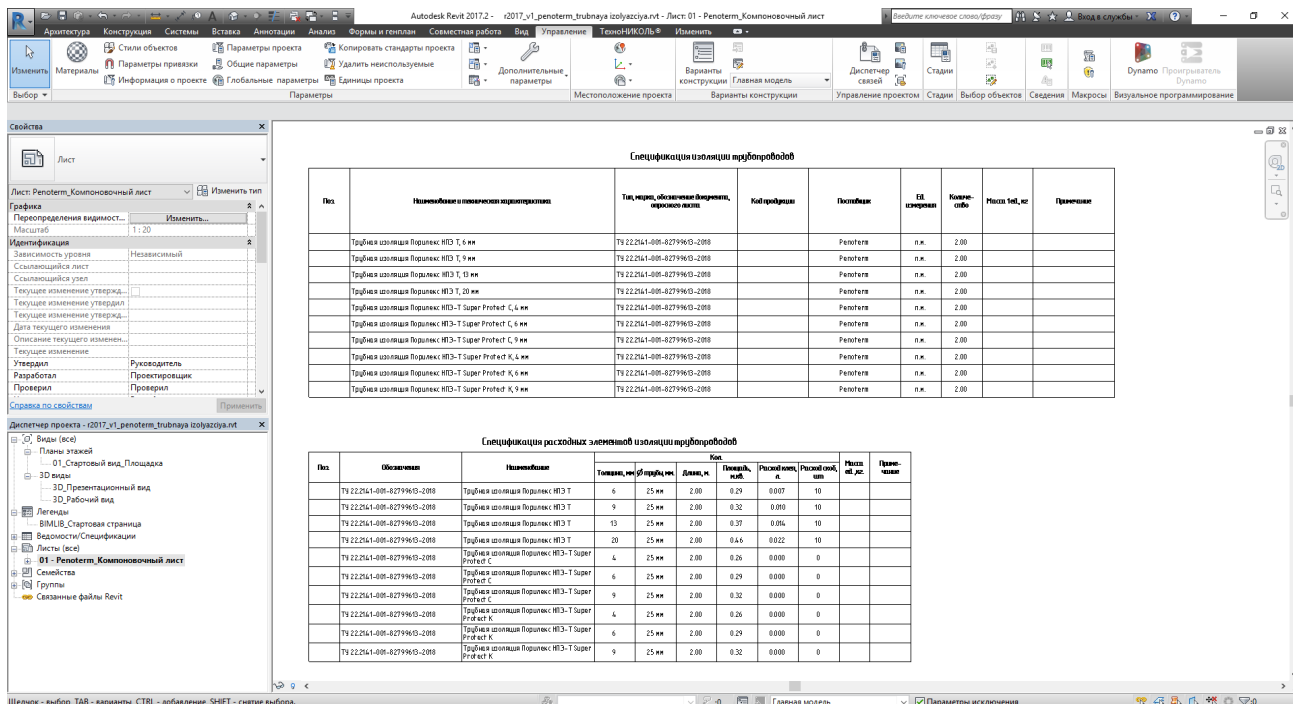 Autodesk Revit 2017.2 - r2017_v1_penoterm_trubnaya izolyazciya.rvt - Лист: 01 - Penoterm_Компоновочный лист
Введите ключевое слово/фразу
Вход в службы
Архитектура Конструкция Системы Вставка Аннотации Анализ Формы и генплан Совместная работа Вид Управление ТехноНИКОЛЬ® Изменить
Изменить
Материалы
Стили объектов
Параметры привязки
Информация о проекте
Параметры проекта
Общие параметры
Глобальные параметры
Копировать стандарты проекта
Удалить неиспользуемые
Единицы проекта
Дополнительные параметры
Варианты конструкции
Главная модель
Диспетчер связей
Стадии
Dynamo
Проигрыватель Dynamo
Выбор Параметры Местоположение проекта Варианты конструкции Управление проектом Стадии Выбор объектов Сведения Макросы Визуальное программирование
Свойства
Лист
Лист: Penoterm_Компоновочный лист
Изменить тип
Графика
Переопределения видимост... Изменить...
Масштаб 1 : 20
Идентификация
Зависимость уровня Независимый
Ссылающийся лист
Ссылающийся узел
Текущее изменение утвержд...
Текущее изменение утвердил
Текущее изменение утвержд...
Дата текущего изменения
Описание текущего изменен...
Текущее изменение
Утвердил Руководитель
Разработал Проектировщик
Проверил Проверил
Справка по свойствам Применить
Диспетчер проекта - r2017_v1_penoterm_trubnaya izolyazciya.rvt
Виды (все)
Планы этажей
01_Стартовый вид_Площадка
3D виды
3D_Презентационный вид
3D_Рабочий вид
Легенды
BIMLIB_Стартовая страница
Ведомости/Спецификации
Листы (все)
01 - Penoterm_Компоновочный лист
Семейства
Группы
Связанные файлы Revit
Спецификация изоляции трубопроводов
Поз. Наименование и техническая характеристика Тип, марка, обозначение документа, опросного листа Код продукции Поставщик Ед. измерения Количе-ство Масса 1ед., кг Примечание
Трубная изоляция Порилекс НПЭ Т, 6 мм ТУ 22.21.41-001-82799613-2018 Penoterm п.м. 2.00
Трубная изоляция Порилекс НПЭ Т, 9 мм ТУ 22.21.41-001-82799613-2018 Penoterm п.м. 2.00
Трубная изоляция Порилекс НПЭ Т, 13 мм ТУ 22.21.41-001-82799613-2018 Penoterm п.м. 2.00
Трубная изоляция Порилекс НПЭ Т, 20 мм ТУ 22.21.41-001-82799613-2018 Penoterm п.м. 2.00
Трубная изоляция Порилекс НПЭ-Т Super Protect С, 4 мм ТУ 22.21.41-001-82799613-2018 Penoterm п.м. 2.00
Трубная изоляция Порилекс НПЭ-Т Super Protect С, 6 мм ТУ 22.21.41-001-82799613-2018 Penoterm п.м. 2.00
Трубная изоляция Порилекс НПЭ-Т Super Protect С, 9 мм ТУ 22.21.41-001-82799613-2018 Penoterm п.м. 2.00
Трубная изоляция Порилекс НПЭ-Т Super Protect К, 4 мм ТУ 22.21.41-001-82799613-2018 Penoterm п.м. 2.00
Трубная изоляция Порилекс НПЭ-Т Super Protect К, 6 мм ТУ 22.21.41-001-82799613-2018 Penoterm п.м. 2.00
Трубная изоляция Порилекс НПЭ-Т Super Protect К, 9 мм ТУ 22.21.41-001-82799613-2018 Penoterm п.м. 2.00
Спецификация расходных элементов изоляции трубопроводов
Поз. Обозначение Наименование Кол. Масса ед., кг. Приме-чание
Толщина, мм Ø трубы, мм. Длина, м. Площадь, м.кв. Расход клея, л. Расход скоб, шт
ТУ 22.21.41-001-82799613-2018 Трубная изоляция Порилекс НПЭ Т 6 25 мм 2.00 0.29 0.007 10
ТУ 22.21.41-001-82799613-2018 Трубная изоляция Порилекс НПЭ Т 9 25 мм 2.00 0.32 0.010 10
ТУ 22.21.41-001-82799613-2018 Трубная изоляция Порилекс НПЭ Т 13 25 мм 2.00 0.37 0.014 10
ТУ 22.21.41-001-82799613-2018 Трубная изоляция Порилекс НПЭ Т 20 25 мм 2.00 0.46 0.022 10
ТУ 22.21.41-001-82799613-2018 Трубная изоляция Порилекс НПЭ-Т Super Protect С 4 25 мм 2.00 0.26 0.000 0
ТУ 22.21.41-001-82799613-2018 Трубная изоляция Порилекс НПЭ-Т Super Protect С 6 25 мм 2.00 0.29 0.000 0
ТУ 22.21.41-001-82799613-2018 Трубная изоляция Порилекс НПЭ-Т Super Protect С 9 25 мм 2.00 0.32 0.000 0
ТУ 22.21.41-001-82799613-2018 Трубная изоляция Порилекс НПЭ-Т Super Protect К 4 25 мм 2.00 0.26 0.000 0
ТУ 22.21.41-001-82799613-2018 Трубная изоляция Порилекс НПЭ-Т Super Protect К 6 25 мм 2.00 0.29 0.000 0
ТУ 22.21.41-001-82799613-2018 Трубная изоляция Порилекс НПЭ-Т Super Protect К 9 25 мм 2.00 0.32 0.000 0
Щелчок - выбор, TAB - варианты, CTRL - добавление, SHIFT - снятие выбора. :0 Главная модель Параметры исключения :0